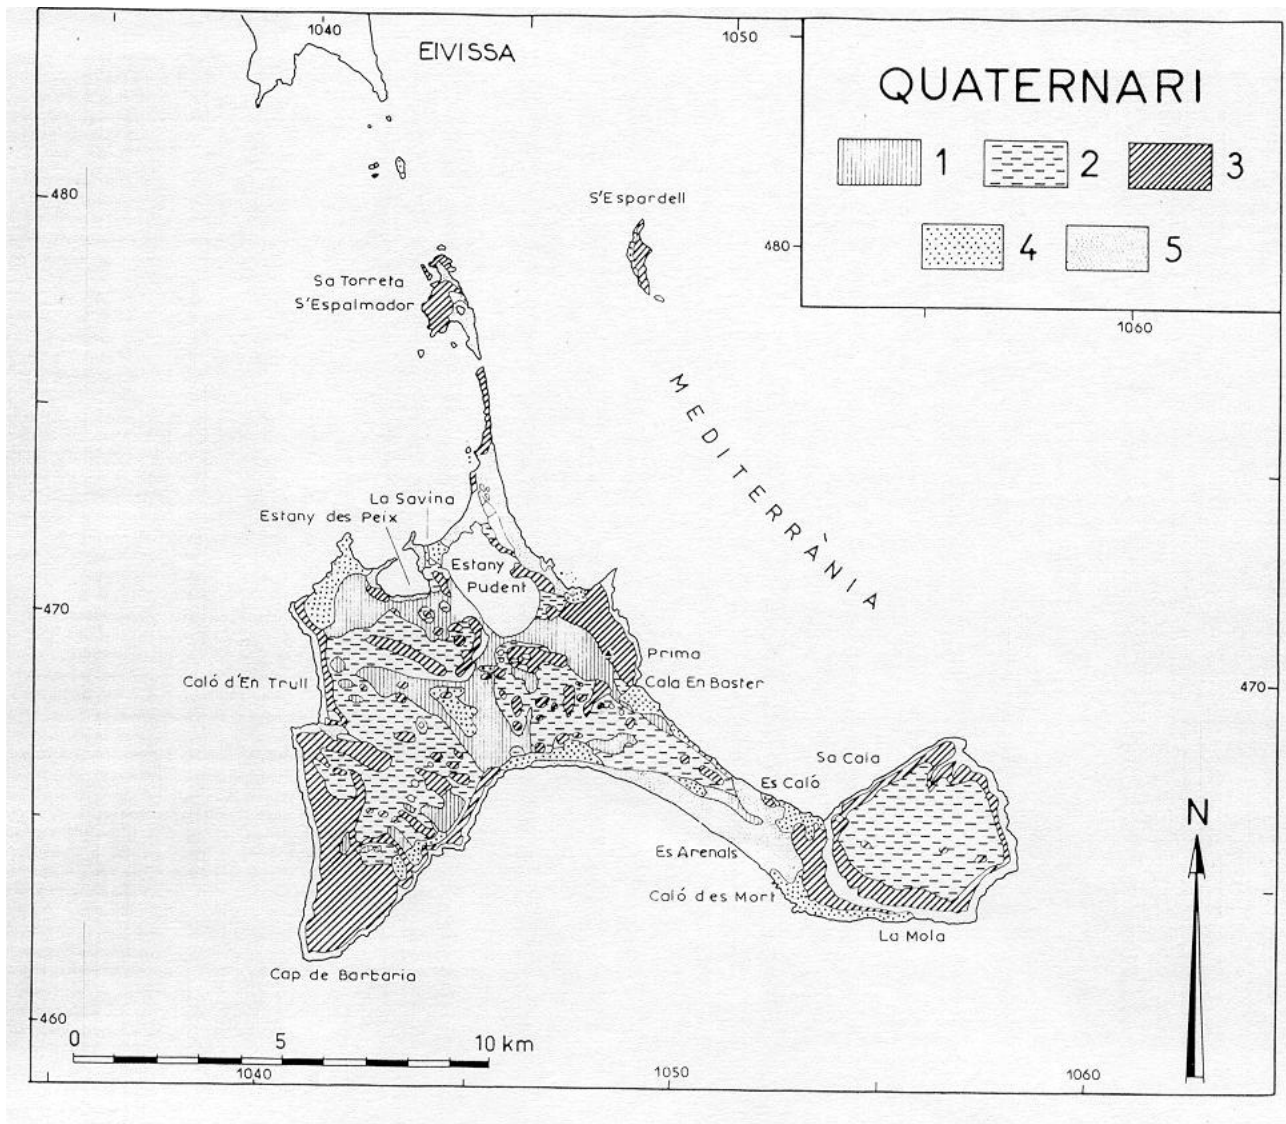 1040
EIVISSA
1050
QUATERNARI
1
2
3
4
5
480
480
1060
S'Espardell
Sa Torreta
S'Espalmador
MEDITERRÀNIA
La Savina
Estany des Peix
Estany
Pudent
470
Prima
Cala En Baster
470
Caló d'En Trull
Sa Cala
Es Caló
N
Es Arenals
Caló des Mort
La Mola
Cap de Barbaria
460
0
5
10 km
1040
1050
1060